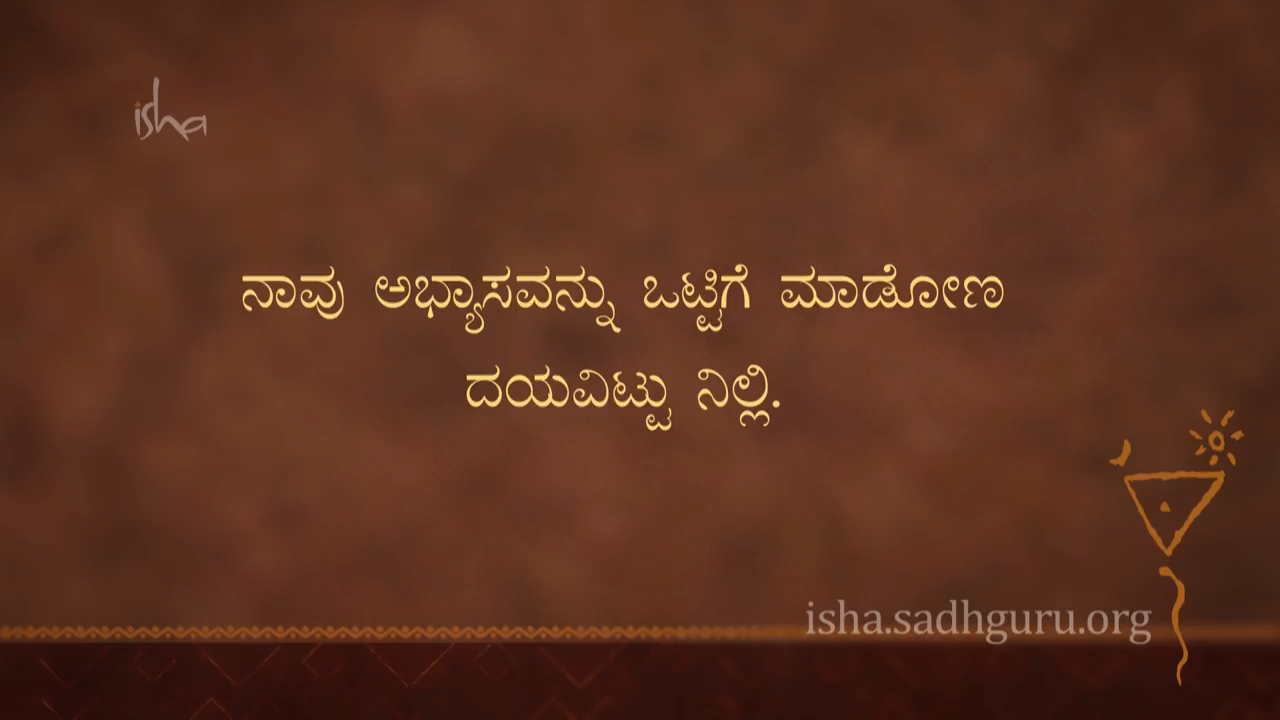 isha
ನಾವು ಅಭ್ಯಾಸವನ್ನು ಒಟ್ಟಿಗೆ ಮಾಡೋಣ
ದಯವಿಟ್ಟು ನಿಲ್ಲಿ.
isha.sadhguru.org